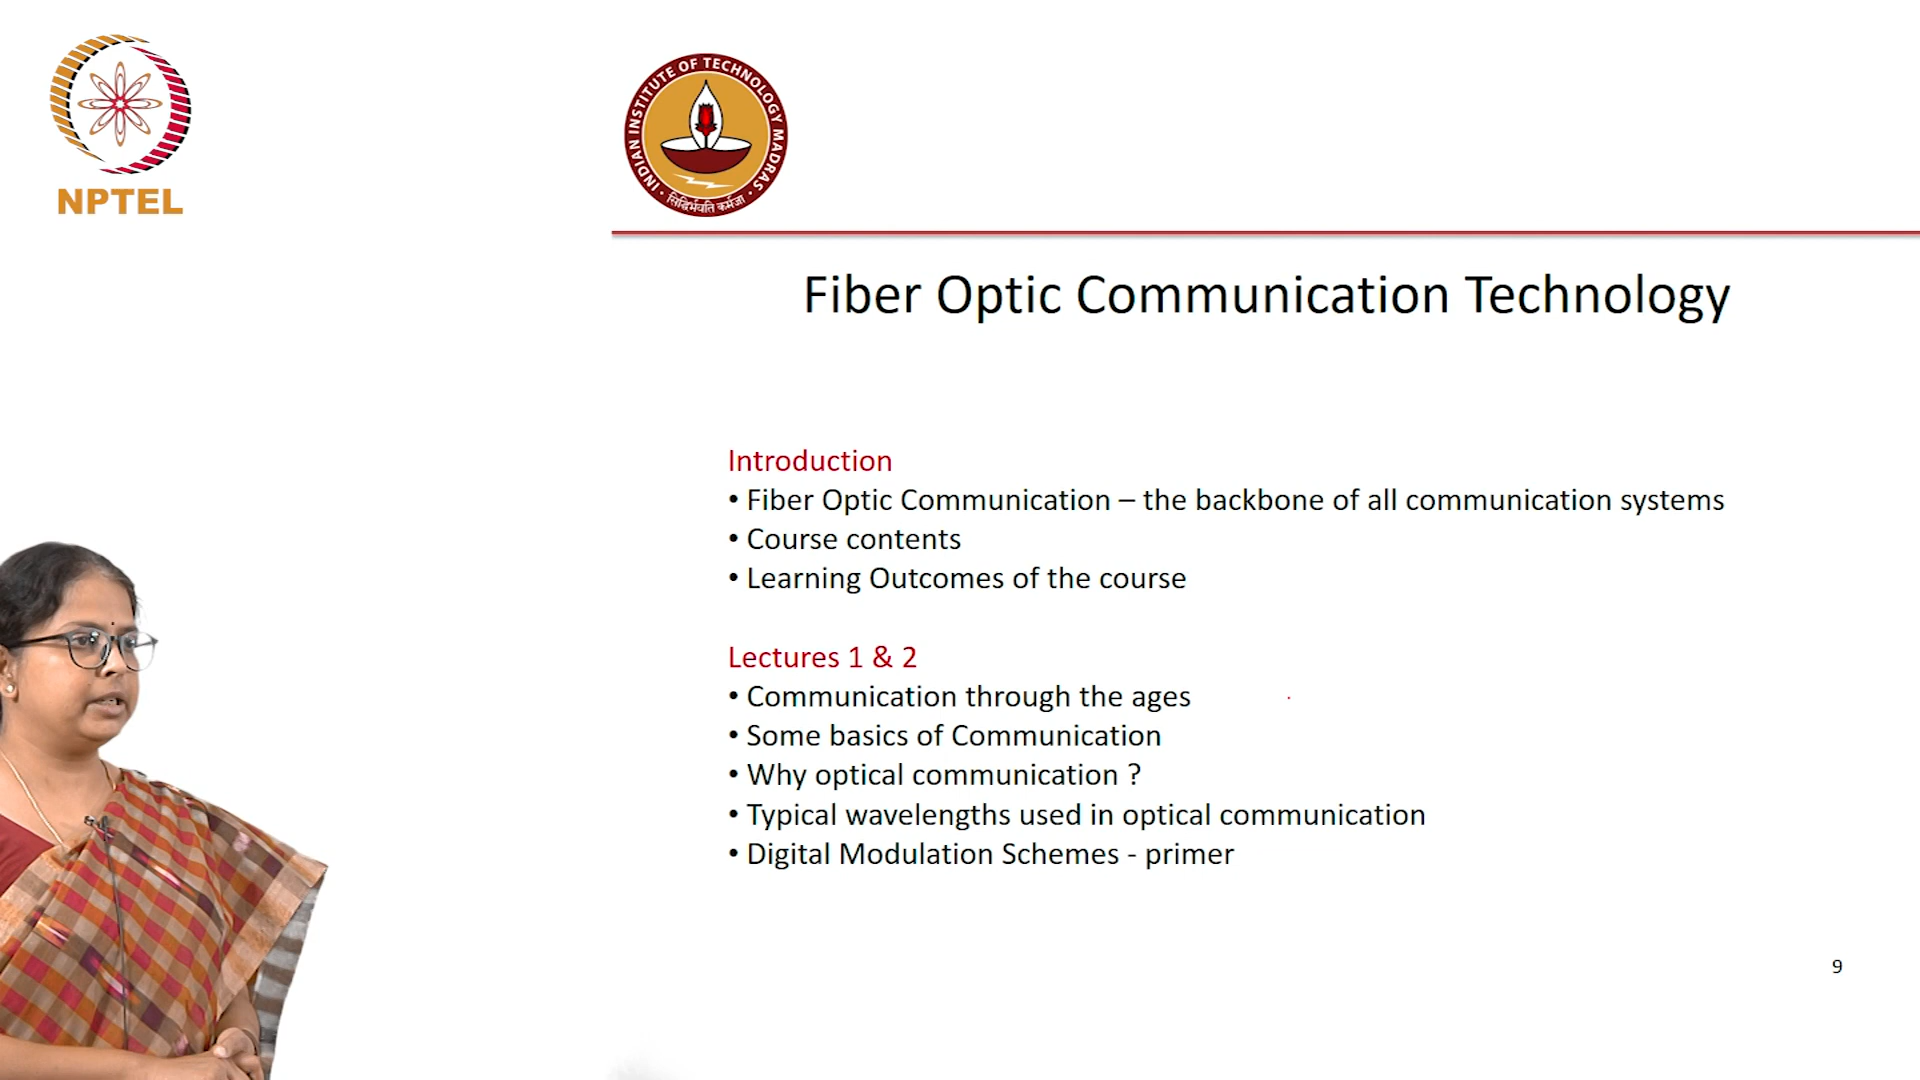 NPTEL
INDIAN INSTITUTE OF TECHNOLOGY MADRAS
सिद्धिर्भवति कर्मजा
Fiber Optic Communication Technology
Introduction
• Fiber Optic Communication – the backbone of all communication systems
• Course contents
• Learning Outcomes of the course
Lectures 1 & 2
• Communication through the ages
• Some basics of Communication
• Why optical communication ?
• Typical wavelengths used in optical communication
• Digital Modulation Schemes - primer
9